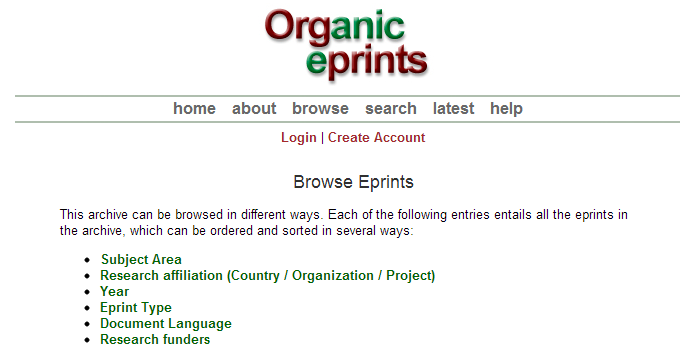 Organic
eprints
home about browse search latest help
Login | Create Account
Browse Eprints
This archive can be browsed in different ways. Each of the following entries entails all the eprints in
the archive, which can be ordered and sorted in several ways:
• Subject Area
• Research affiliation (Country / Organization / Project)
• Year
• Eprint Type
• Document Language
• Research funders